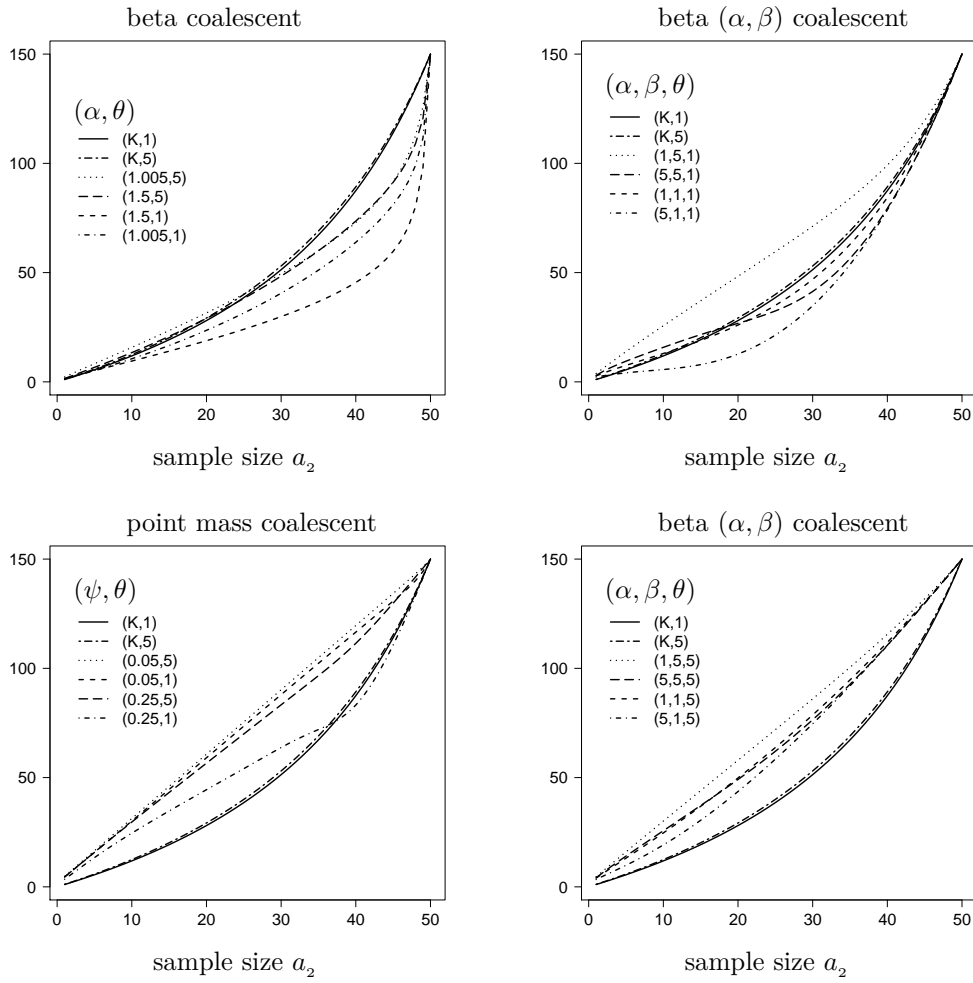 beta coalescent
150
100
50
0
(α, θ)
(K,1)
(K,5)
(1.005,5)
(1.5,5)
(1.5,1)
(1.005,1)
0 10 20 30 40 50
sample size a₂
beta (α, β) coalescent
150
100
50
0
(α, β, θ)
(K,1)
(K,5)
(1,5,1)
(5,5,1)
(1,1,1)
(5,1,1)
0 10 20 30 40 50
sample size a₂
point mass coalescent
150
100
50
0
(ψ, θ)
(K,1)
(K,5)
(0.05,5)
(0.05,1)
(0.25,5)
(0.25,1)
0 10 20 30 40 50
sample size a₂
beta (α, β) coalescent
150
100
50
0
(α, β, θ)
(K,1)
(K,5)
(1,5,5)
(5,5,5)
(1,1,5)
(5,1,5)
0 10 20 30 40 50
sample size a₂